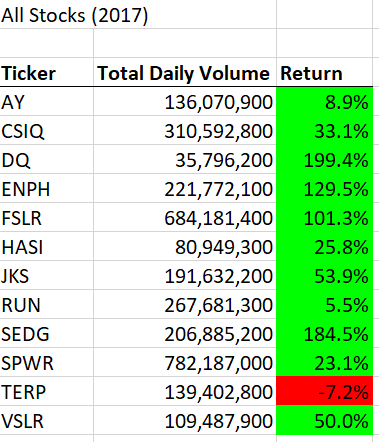 All Stocks (2017)
Ticker Total Daily Volume Return
AY 136,070,900 8.9%
CSIQ 310,592,800 33.1%
DQ 35,796,200 199.4%
ENPH 221,772,100 129.5%
FSLR 684,181,400 101.3%
HASI 80,949,300 25.8%
JKS 191,632,200 53.9%
RUN 267,681,300 5.5%
SEDG 206,885,200 184.5%
SPWR 782,187,000 23.1%
TERP 139,402,800 -7.2%
VSLR 109,487,900 50.0%